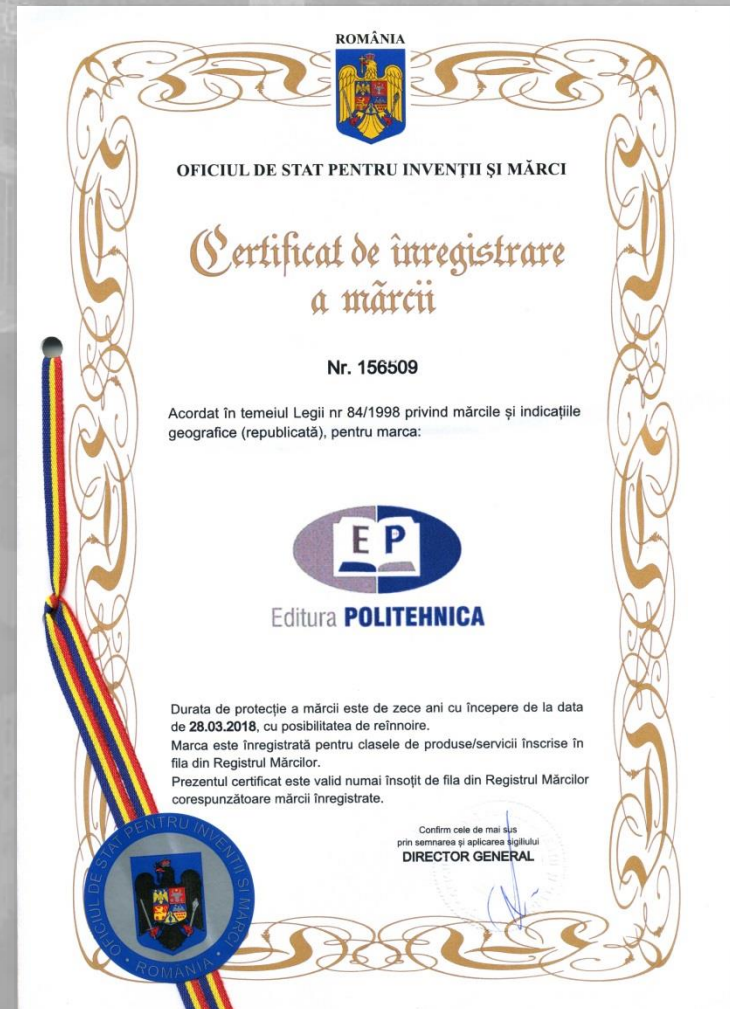 ROMÂNIA
OFICIUL DE STAT PENTRU INVENȚII ȘI MĂRCI
Certificat de înregistrare
a mărcii
Nr. 156509
Acordat în temeiul Legii nr 84/1998 privind mărcile și indicațiile
geografice (republicată), pentru marca:
E P
Editura POLITEHNICA
Durata de protecție a mărcii este de zece ani cu începere de la data
de 28.03.2018, cu posibilitatea de reînnoire.
Marca este înregistrată pentru clasele de produse/servicii înscrise în
fila din Registrul Mărcilor.
Prezentul certificat este valid numai însoțit de fila din Registrul Mărcilor
corespunzătoare mărcii înregistrate.
Confirm cele de mai sus
prin semnarea și aplicarea sigiliului
DIRECTOR GENERAL
OFICIUL DE STAT PENTRU INVENTII SI MARCI
• ROMANIA •